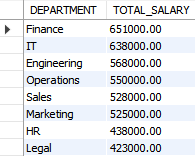 DEPARTMENT TOTAL_SALARY
Finance 651000.00
IT 638000.00
Engineering 568000.00
Operations 550000.00
Sales 528000.00
Marketing 525000.00
HR 438000.00
Legal 423000.00